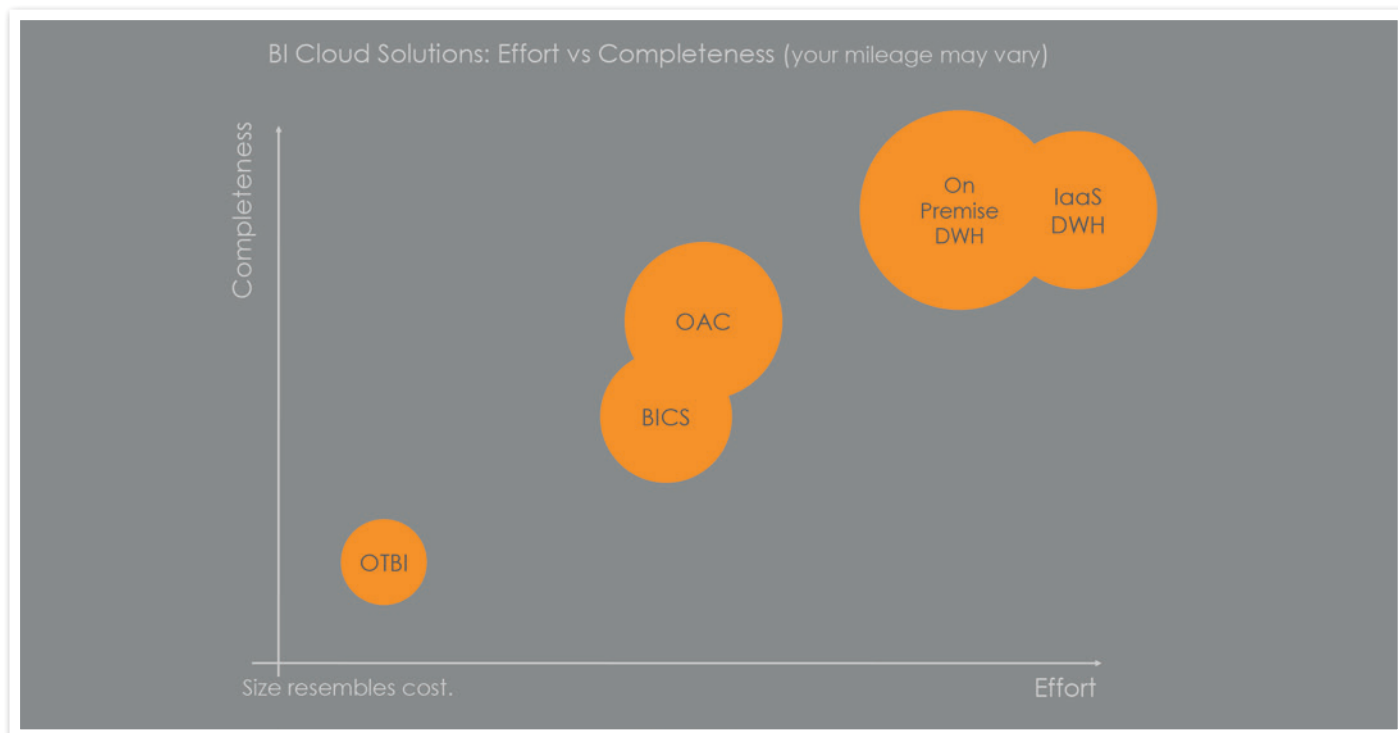 BI Cloud Solutions: Effort vs Completeness (your mileage may vary)
Completeness
On
Premise
DWH
IaaS
DWH
OAC
BICS
OTBI
Size resembles cost.
Effort